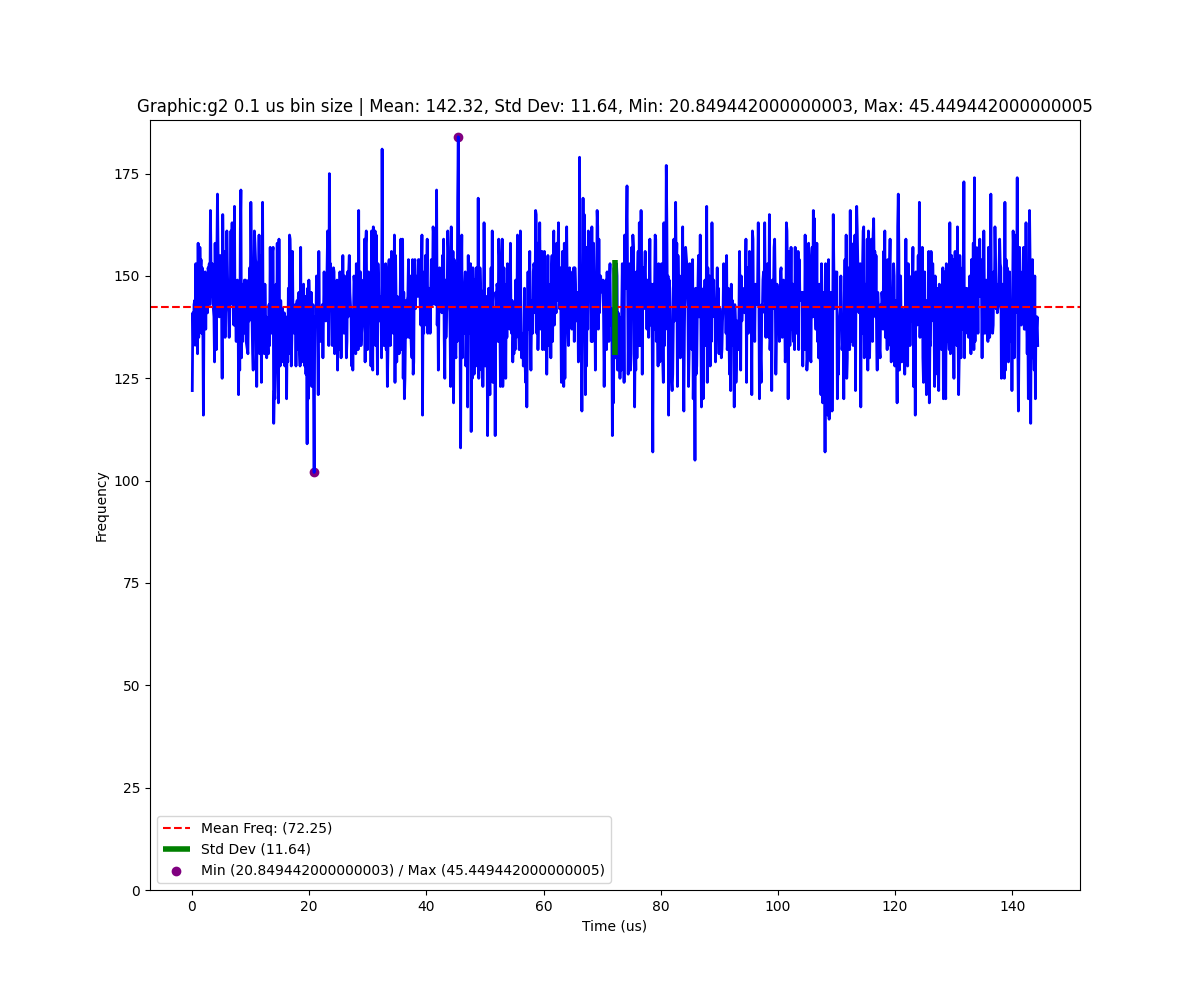 Graphic:g2 0.1 us bin size | Mean: 142.32, Std Dev: 11.64, Min: 20.849442000000003, Max: 45.449442000000005
175
150
125
100
75
50
25
0
Frequency
Mean Freq: (72.25)
Std Dev (11.64)
Min (20.849442000000003) / Max (45.449442000000005)
0 20 40 60 80 100 120 140
Time (us)